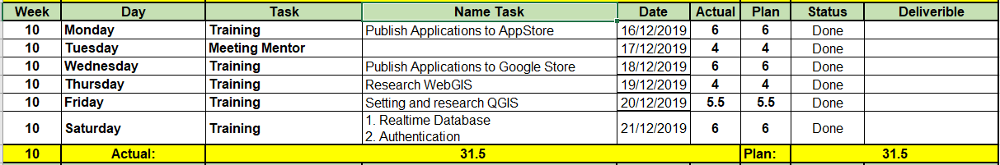 Week Day Task Name Task Date Actual Plan Status Deliverible
10 Monday Training Publish Applications to AppStore 16/12/2019 6 6 Done
10 Tuesday Meeting Mentor 17/12/2019 4 4 Done
10 Wednesday Training Publish Applications to Google Store 18/12/2019 6 6 Done
10 Thursday Training Research WebGIS 19/12/2019 4 4 Done
10 Friday Training Setting and research QGIS 20/12/2019 5.5 5.5 Done
10 Saturday Training 1. Realtime Database 21/12/2019 6 6 Done
2. Authentication
10 Actual: 31.5 Plan: 31.5